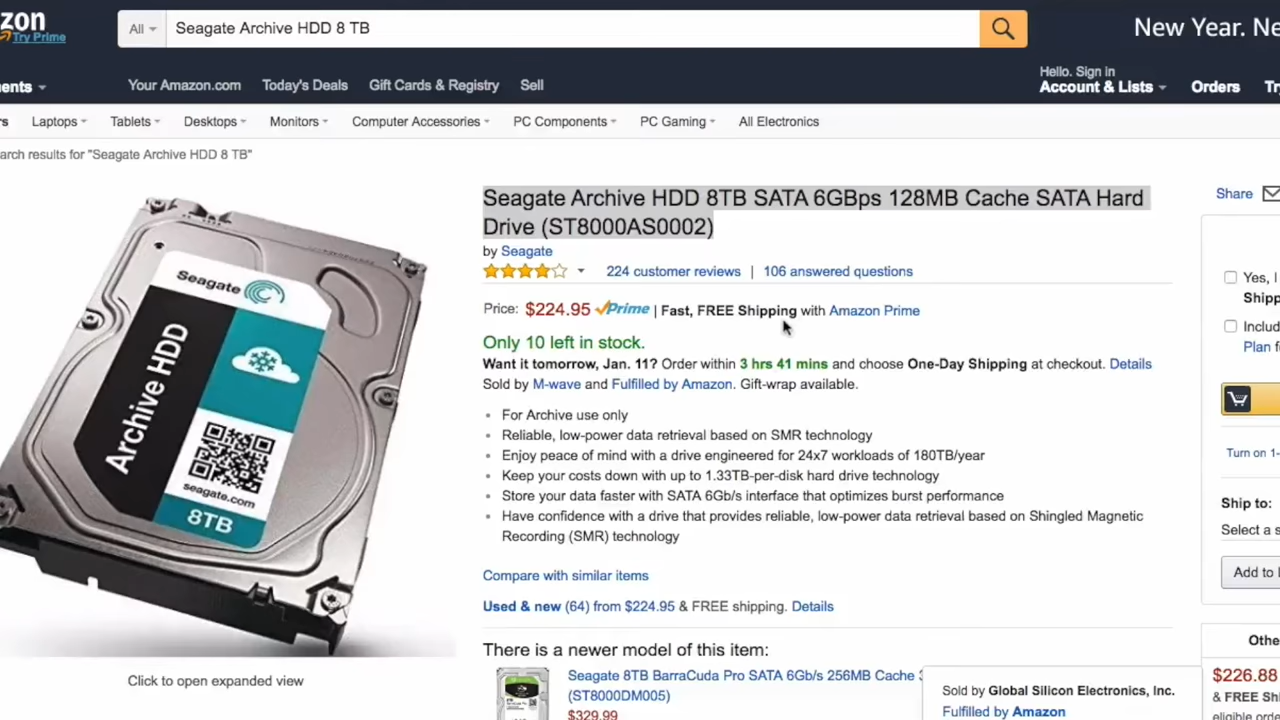 zon
Try Prime
All
Seagate Archive HDD 8 TB
New Year. Ne
ents
Your Amazon.com Today's Deals Gift Cards & Registry Sell
Hello. Sign in
Account & Lists
Orders
Tr
rs Laptops Tablets Desktops Monitors Computer Accessories PC Components PC Gaming All Electronics
arch results for "Seagate Archive HDD 8 TB"
Seagate
Archive HDD
seagate.com
8TB
Click to open expanded view
Seagate Archive HDD 8TB SATA 6GBps 128MB Cache SATA Hard
Drive (ST8000AS0002)
by Seagate
224 customer reviews | 106 answered questions
Price: $224.95 Prime | Fast, FREE Shipping with Amazon Prime
Only 10 left in stock.
Want it tomorrow, Jan. 11? Order within 3 hrs 41 mins and choose One-Day Shipping at checkout. Details
Sold by M-wave and Fulfilled by Amazon. Gift-wrap available.
• For Archive use only
• Reliable, low-power data retrieval based on SMR technology
• Enjoy peace of mind with a drive engineered for 24x7 workloads of 180TB/year
• Keep your costs down with up to 1.33TB-per-disk hard drive technology
• Store your data faster with SATA 6Gb/s interface that optimizes burst performance
• Have confidence with a drive that provides reliable, low-power data retrieval based on Shingled Magnetic
Recording (SMR) technology
Compare with similar items
Used & new (64) from $224.95 & FREE shipping. Details
There is a newer model of this item:
Seagate 8TB BarraCuda Pro SATA 6Gb/s 256MB Cache
(ST8000DM005)
$329.99
Sold by Global Silicon Electronics, Inc.
Fulfilled by Amazon
Share
Yes, I
Shipp
Includ
Plan f
Turn on 1-
Ship to:
Select a s
Add to
Othe
$226.88
& FREE Sh
eligible orde